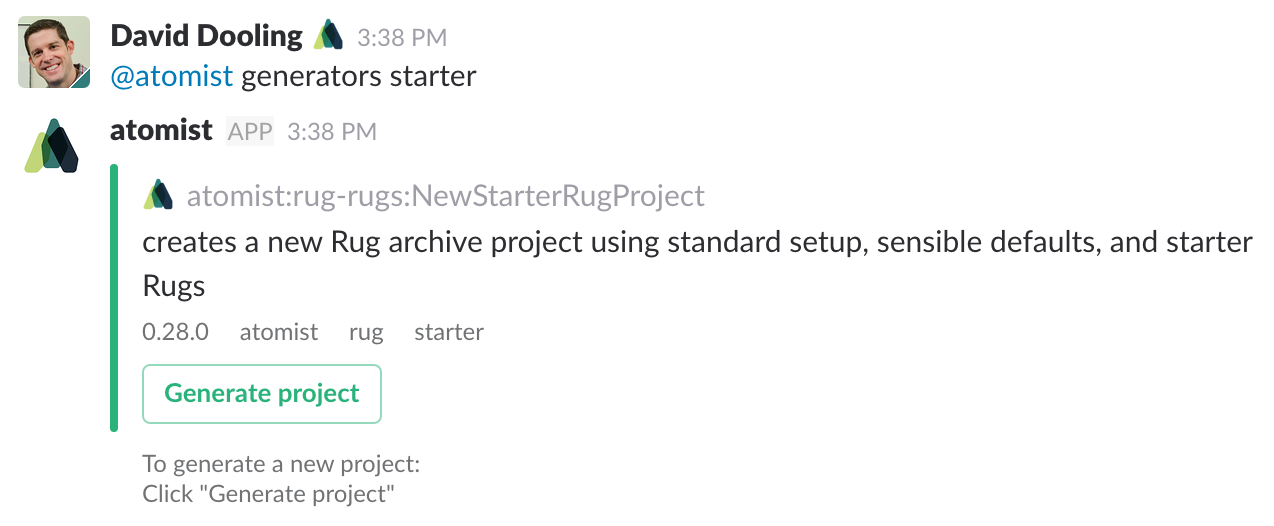 David Dooling 3:38 PM
@atomist generators starter
atomist APP 3:38 PM
atomist:rug-rugs:NewStarterRugProject
creates a new Rug archive project using standard setup, sensible defaults, and starter
Rugs
0.28.0 atomist rug starter
Generate project
To generate a new project:
Click "Generate project"